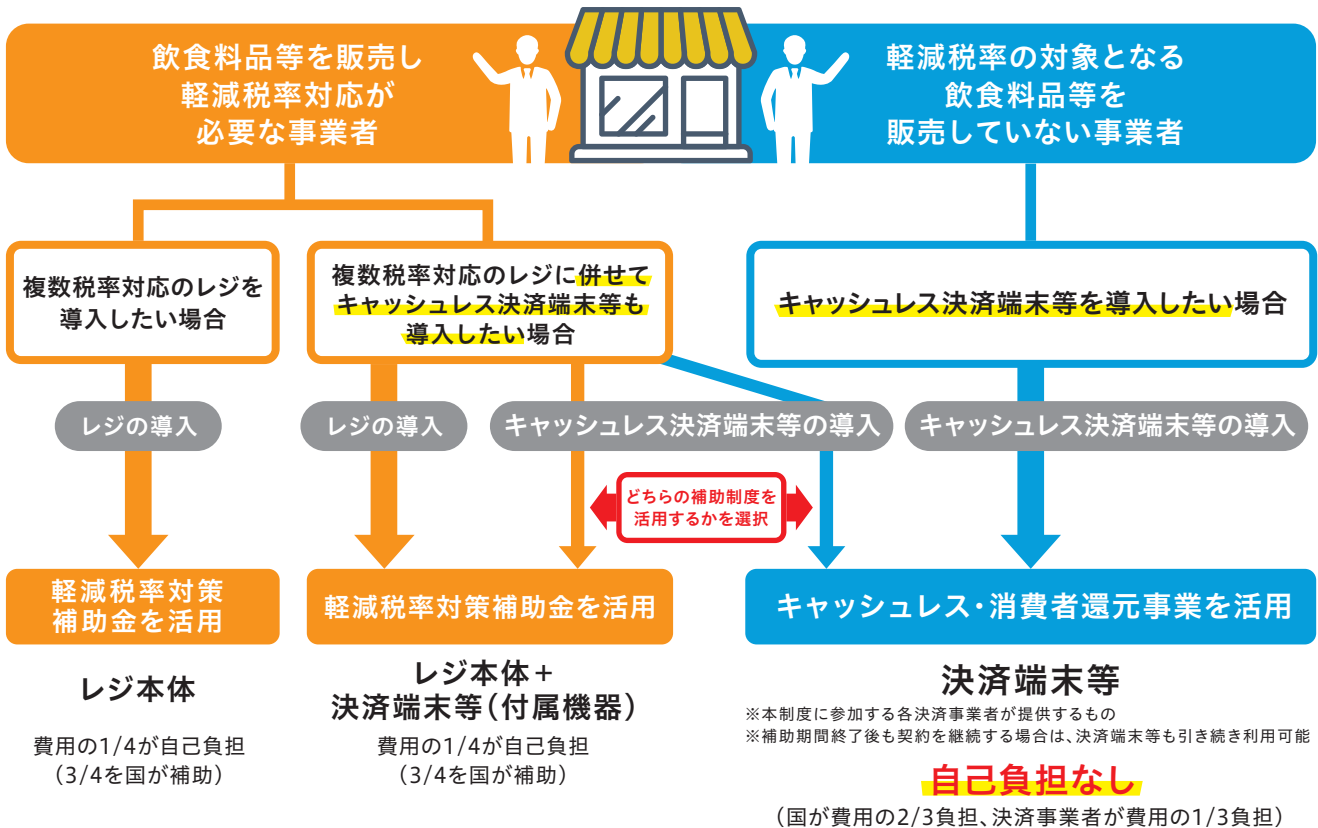 飲食料品等を販売し
軽減税率対応が
必要な事業者
軽減税率の対象となる
飲食料品等を
販売していない事業者
複数税率対応のレジを
導入したい場合
複数税率対応のレジに併せて
キャッシュレス決済端末等も
導入したい場合
キャッシュレス決済端末等を導入したい場合
レジの導入
レジの導入
キャッシュレス決済端末等の導入
キャッシュレス決済端末等の導入
どちらの補助制度を
活用するかを選択
軽減税率対策
補助金を活用
軽減税率対策補助金を活用
キャッシュレス・消費者還元事業を活用
レジ本体
費用の1/4が自己負担
（3/4を国が補助）
レジ本体＋
決済端末等（付属機器）
費用の1/4が自己負担
（3/4を国が補助）
決済端末等
※本制度に参加する各決済事業者が提供するもの
※補助期間終了後も契約を継続する場合は、決済端末等も引き続き利用可能
自己負担なし
（国が費用の2/3負担、決済事業者が費用の1/3負担）